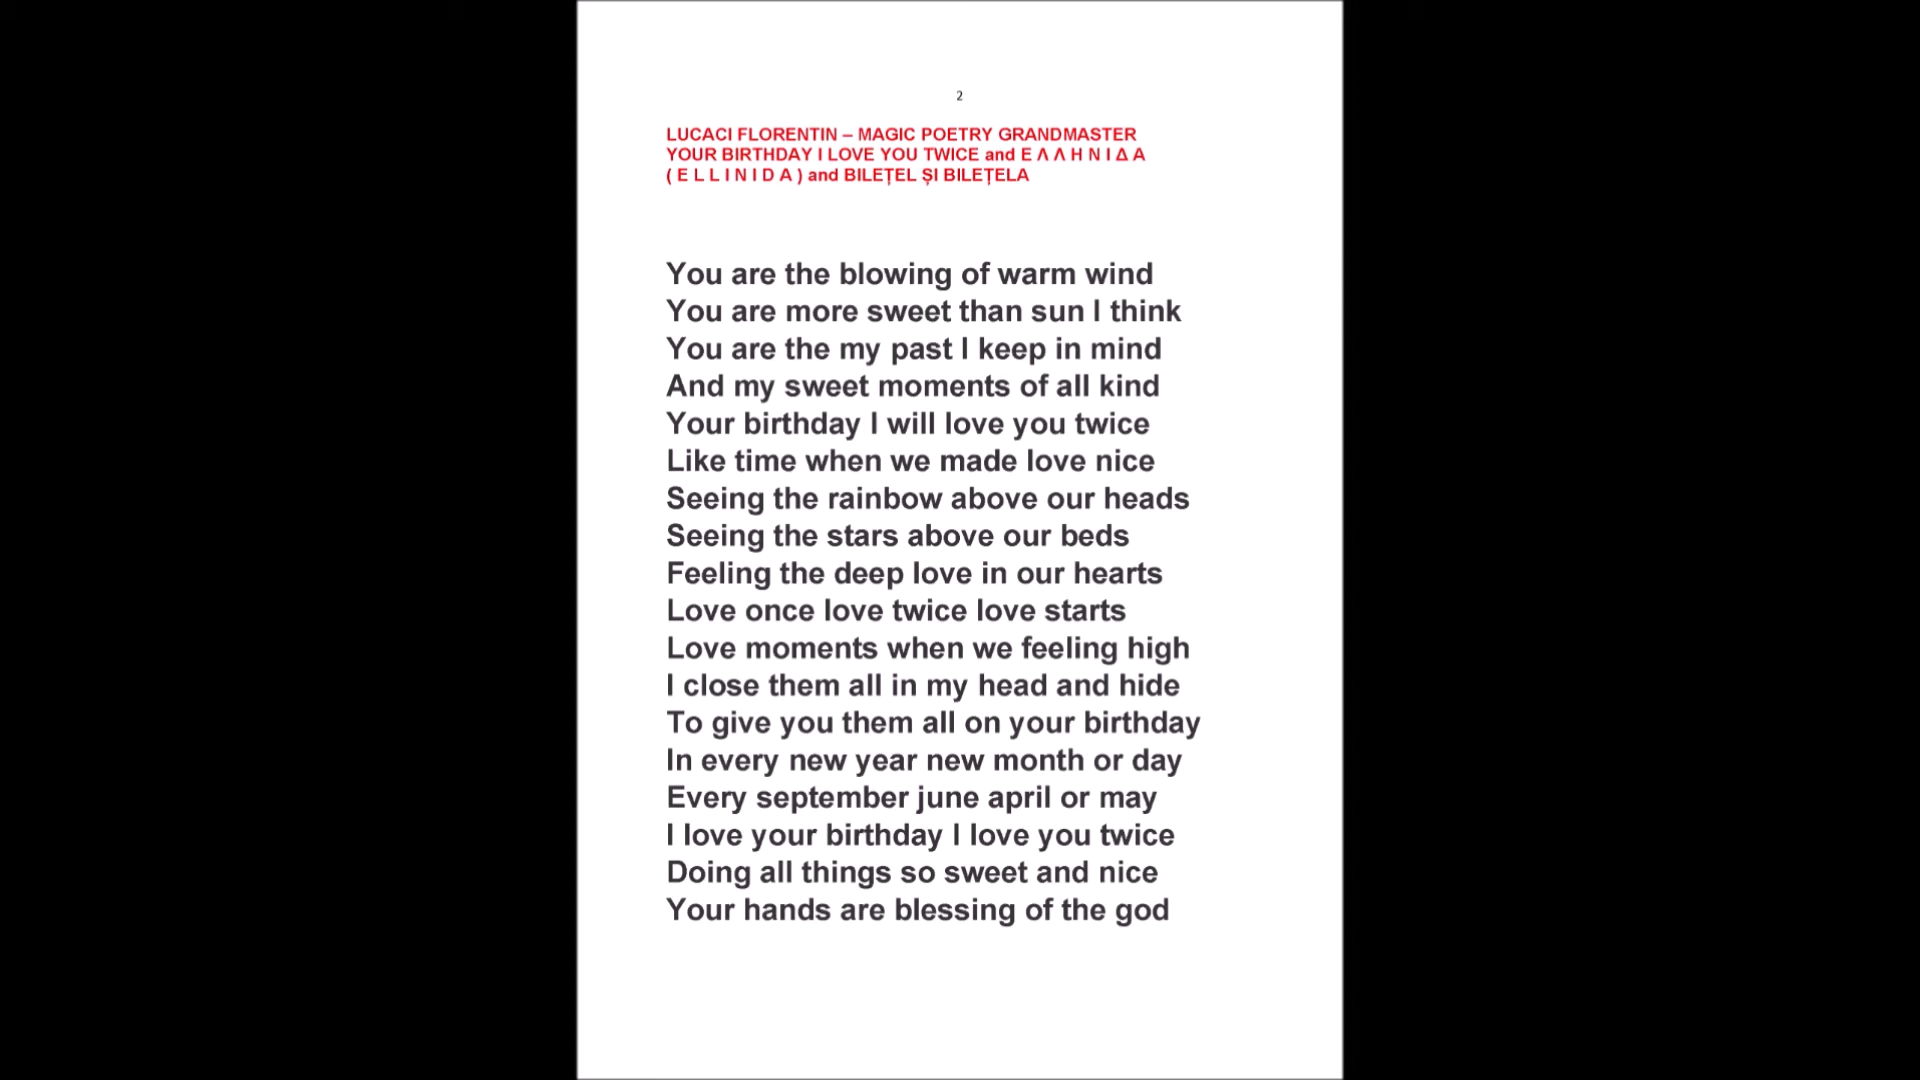 2
LUCACI FLORENTIN – MAGIC POETRY GRANDMASTER
YOUR BIRTHDAY I LOVE YOU TWICE and Ε Λ Λ Η Ν Ι Δ Α
( E L L I N I D A ) and BILEȚEL ȘI BILEȚELA
You are the blowing of warm wind
You are more sweet than sun I think
You are the my past I keep in mind
And my sweet moments of all kind
Your birthday I will love you twice
Like time when we made love nice
Seeing the rainbow above our heads
Seeing the stars above our beds
Feeling the deep love in our hearts
Love once love twice love starts
Love moments when we feeling high
I close them all in my head and hide
To give you them all on your birthday
In every new year new month or day
Every september june april or may
I love your birthday I love you twice
Doing all things so sweet and nice
Your hands are blessing of the god